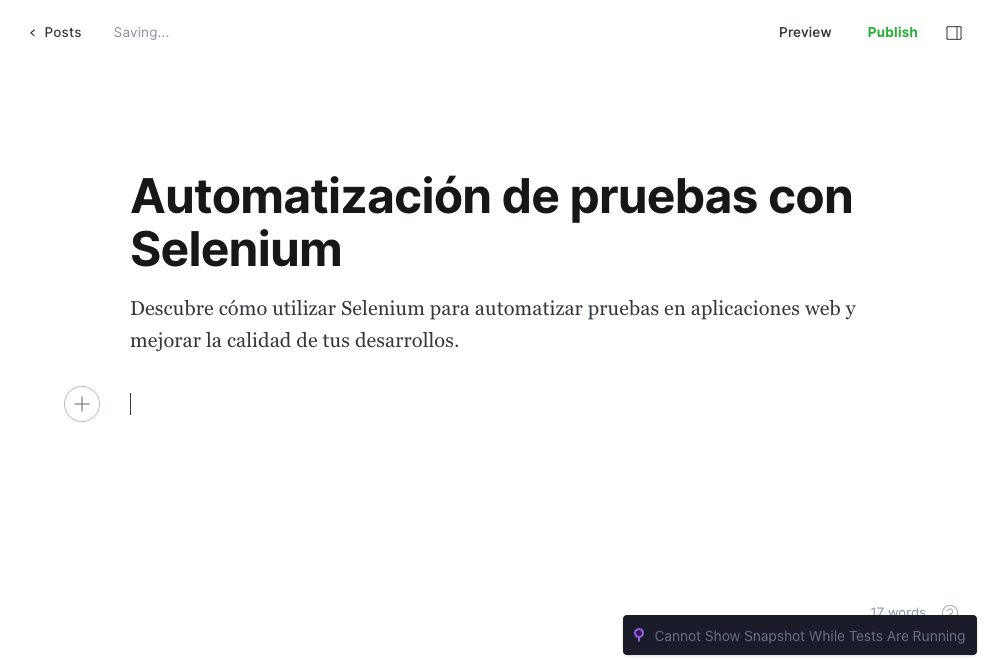 Posts
Saving...
Preview
Publish
Automatización de pruebas con
Selenium
Descubre cómo utilizar Selenium para automatizar pruebas en aplicaciones web y
mejorar la calidad de tus desarrollos.
17 words
?
Cannot Show Snapshot While Tests Are Running